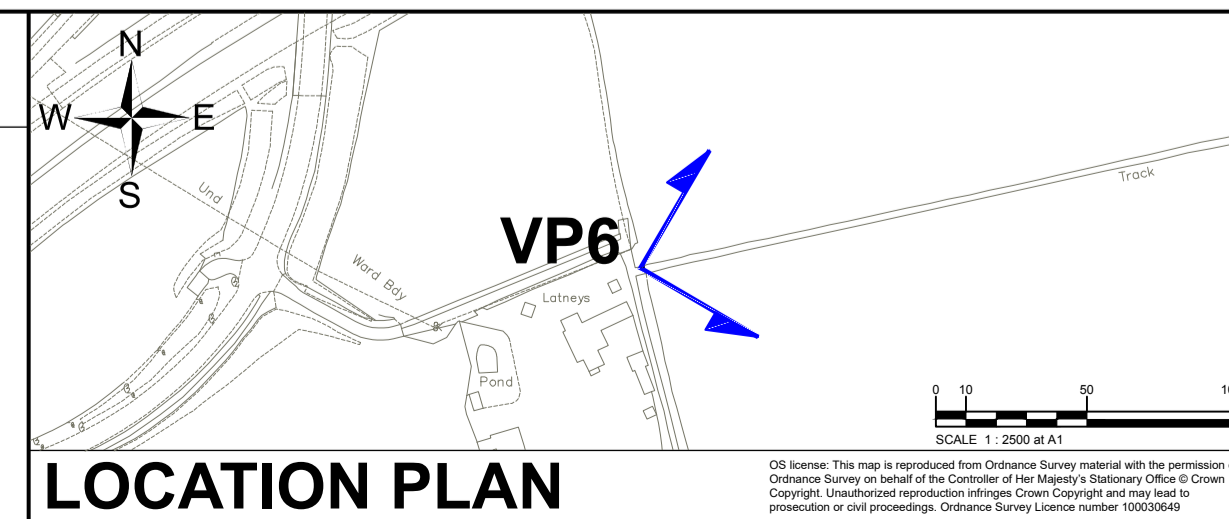 N
W E
S
Und
Ward Bdy
VP6
Latneys
Pond
Track
0 10 50
SCALE 1 : 2500 at A1
LOCATION PLAN
OS license: This map is reproduced from Ordnance Survey material with the permission
Ordnance Survey on behalf of the Controller of Her Majesty's Stationary Office © Crown
Copyright. Unauthorized reproduction infringes Crown Copyright and may lead to
prosecution or civil proceedings. Ordnance Survey Licence number 100030649